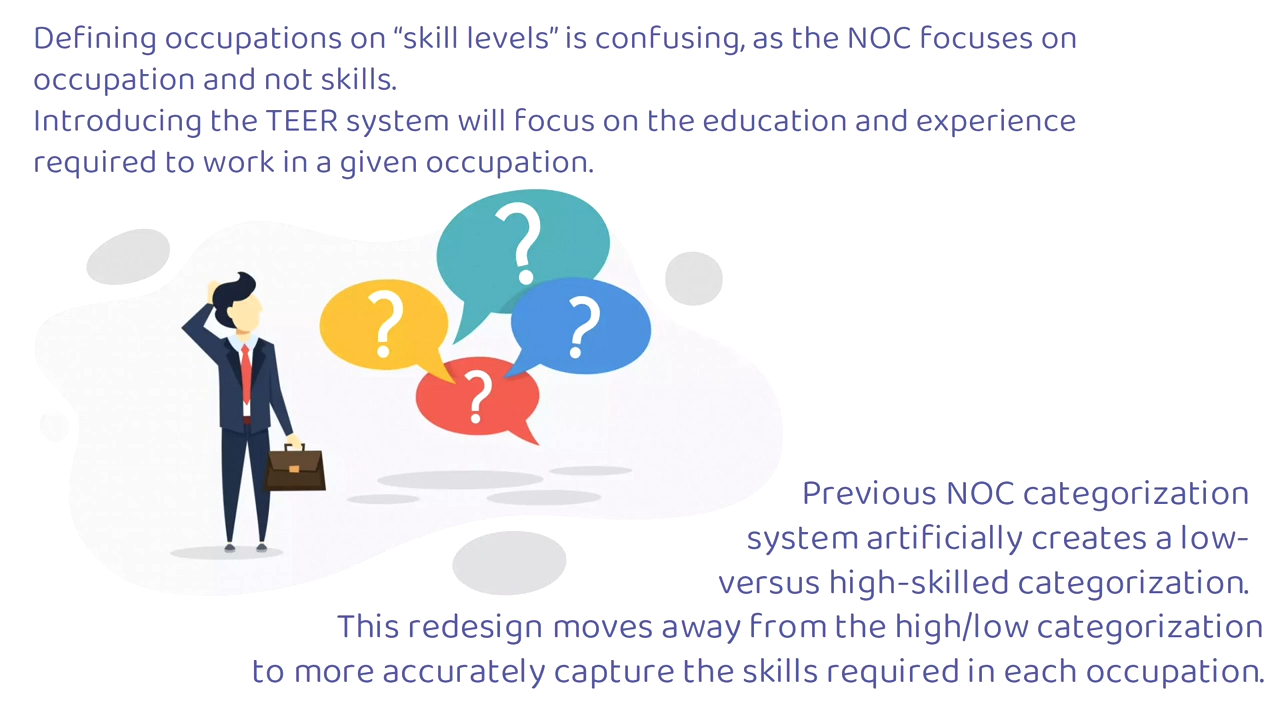 Defining occupations on “skill levels” is confusing, as the NOC focuses on
occupation and not skills.
Introducing the TEER system will focus on the education and experience
required to work in a given occupation.
?
?
?
?
Previous NOC categorization
system artificially creates a low-
versus high-skilled categorization.
This redesign moves away from the high/low categorization
to more accurately capture the skills required in each occupation.